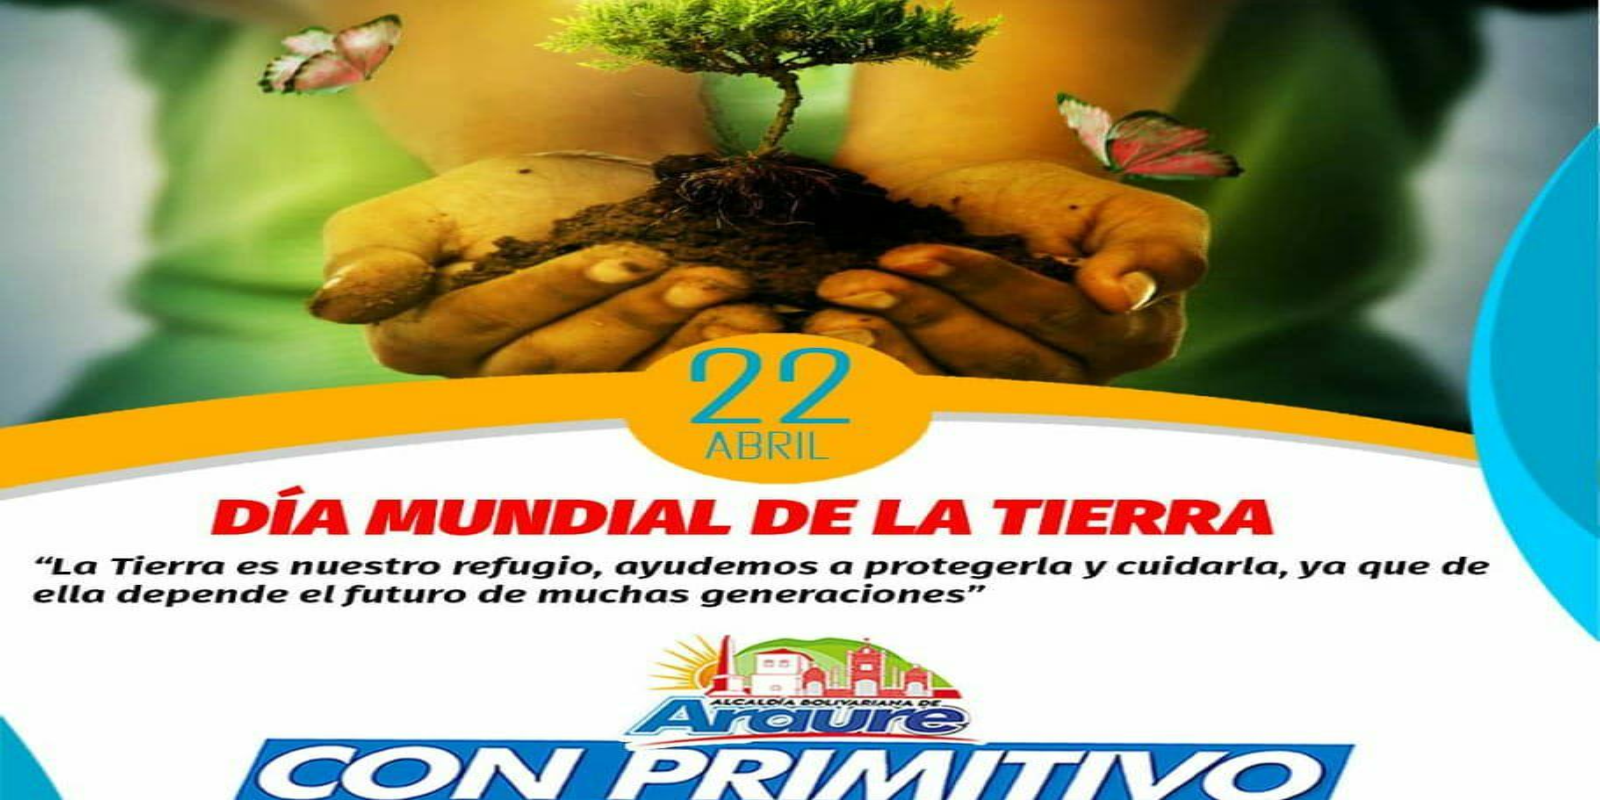 22
ABRIL
DÍA MUNDIAL DE LA TIERRA
“La Tierra es nuestro refugio, ayudemos a protegerla y cuidarla, ya que de
ella depende el futuro de muchas generaciones”
ALCALDÍA BOLIVARIANA DE
Araure
CON PRIMITIVO